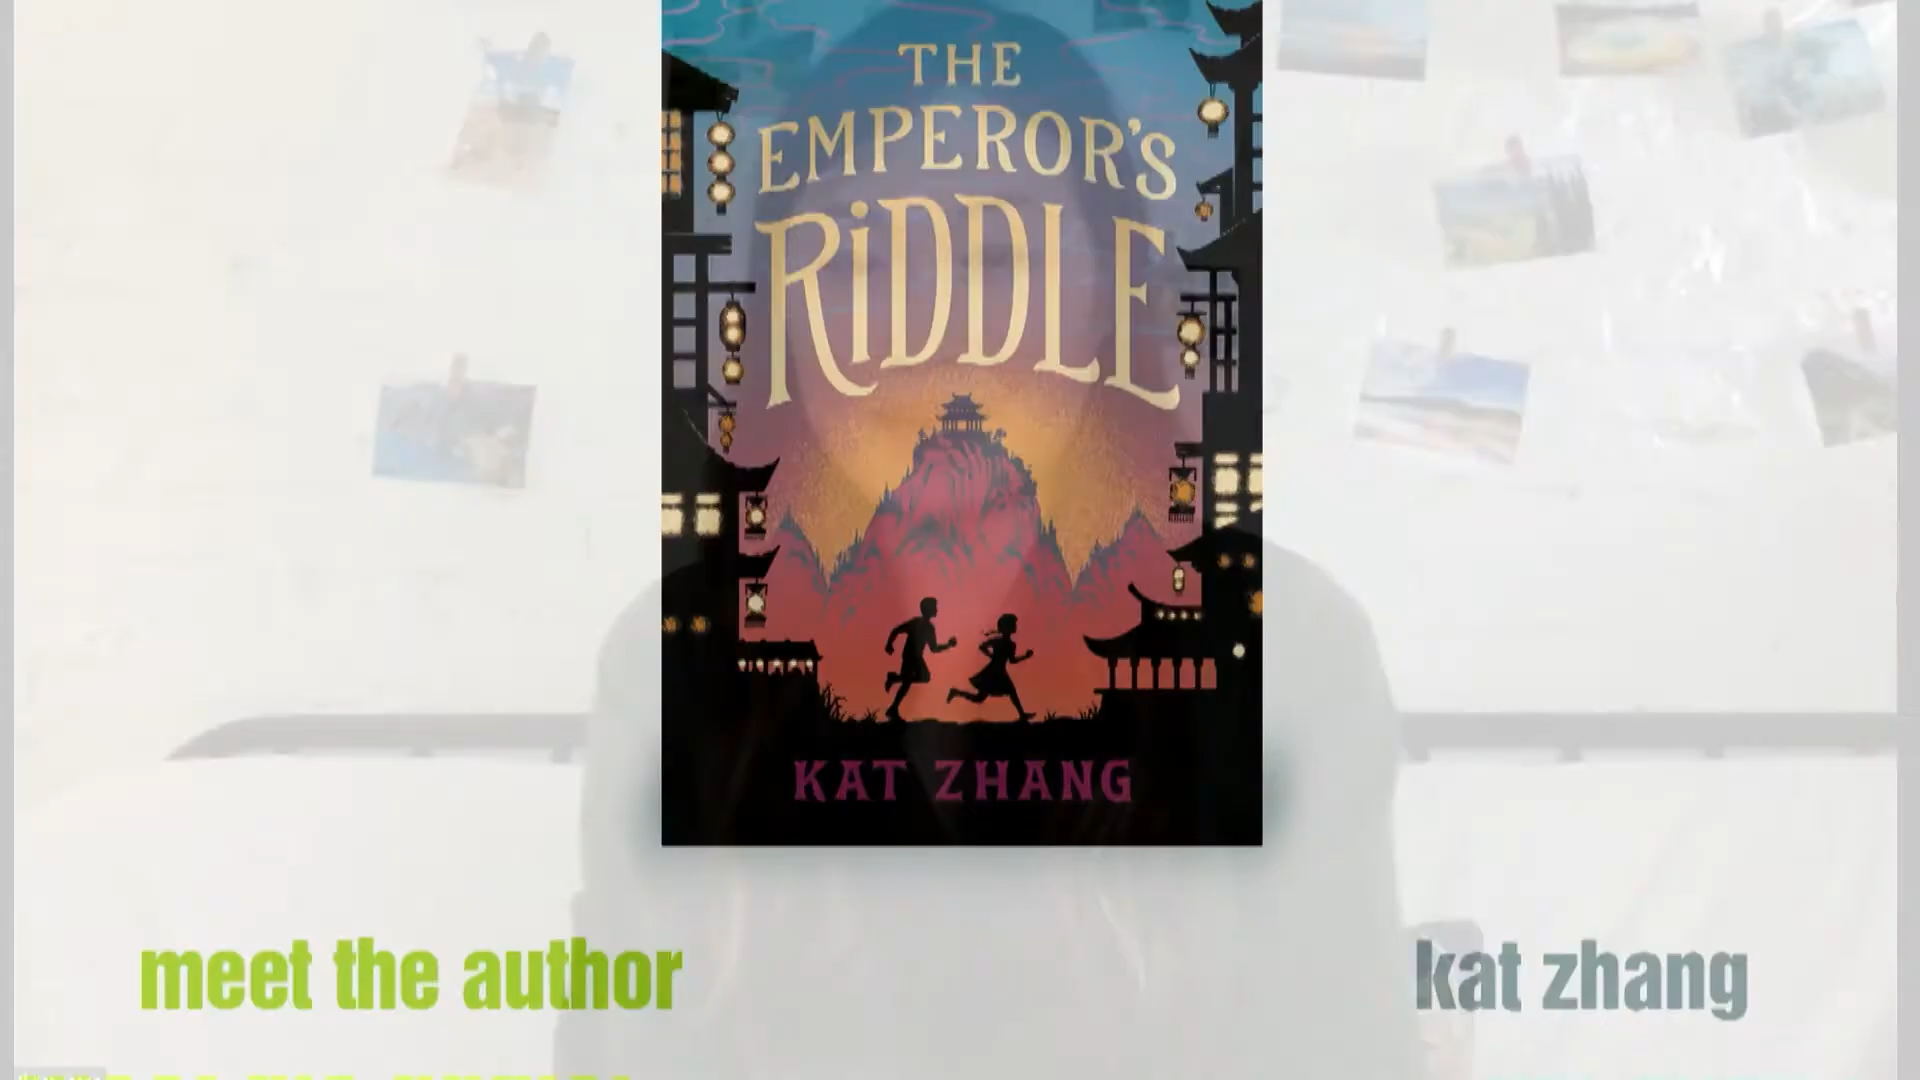 THE
EMPEROR'S
RiDDLE
KAT ZHANG
meet the author
kat zhang